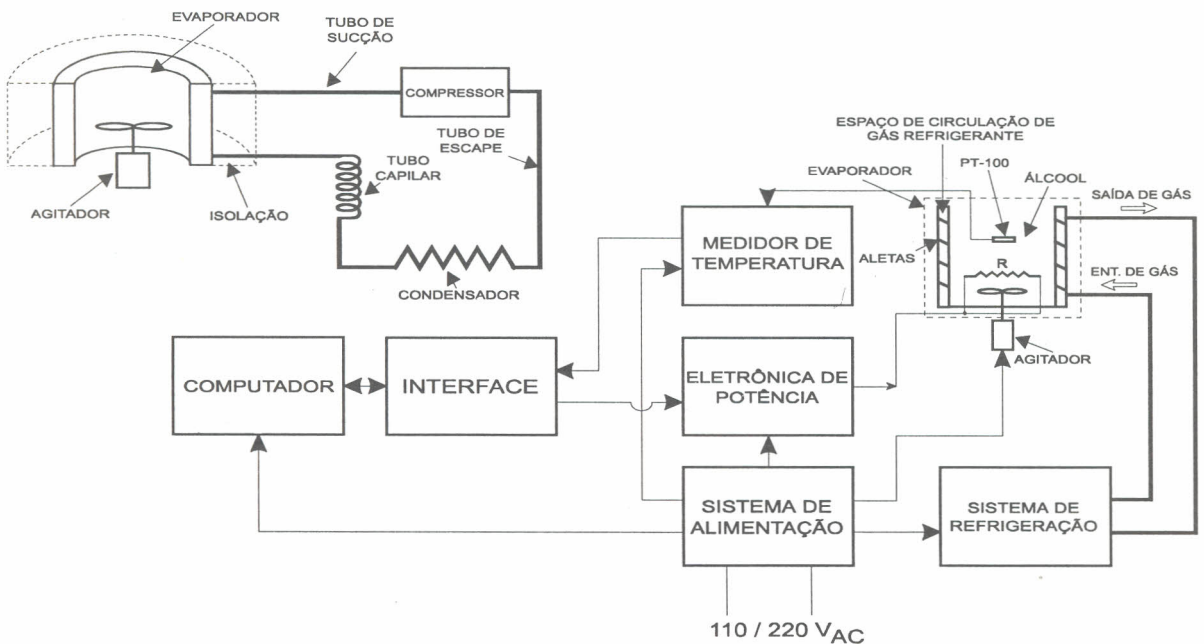 EVAPORADOR
TUBO DE
SUCÇÃO
COMPRESSOR
TUBO DE
ESCAPE
TUBO
CAPILAR
AGITADOR
ISOLAÇÃO
CONDENSADOR
ESPAÇO DE CIRCULAÇÃO DE
GÁS REFRIGERANTE
EVAPORADOR
PT-100
ÁLCOOL
SAÍDA DE GÁS
ALETAS
R
ENT. DE GÁS
AGITADOR
MEDIDOR DE
TEMPERATURA
COMPUTADOR
INTERFACE
ELETRÔNICA DE
POTÊNCIA
SISTEMA DE
ALIMENTAÇÃO
SISTEMA DE
REFRIGERAÇÃO
110 / 220 VAC